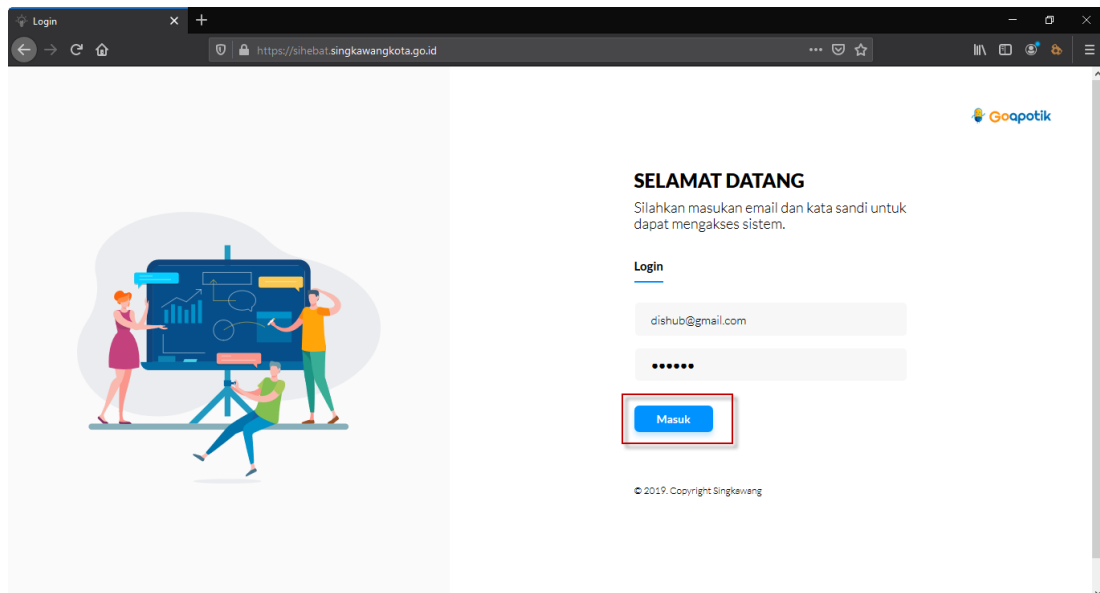 Login
https://sihebat.singkawangkota.go.id
Goapotik
SELAMAT DATANG
Silahkan masukan email dan kata sandi untuk
dapat mengakses sistem.
Login
dishub@gmail.com
••••••
Masuk
© 2019. Copyright Singkawang